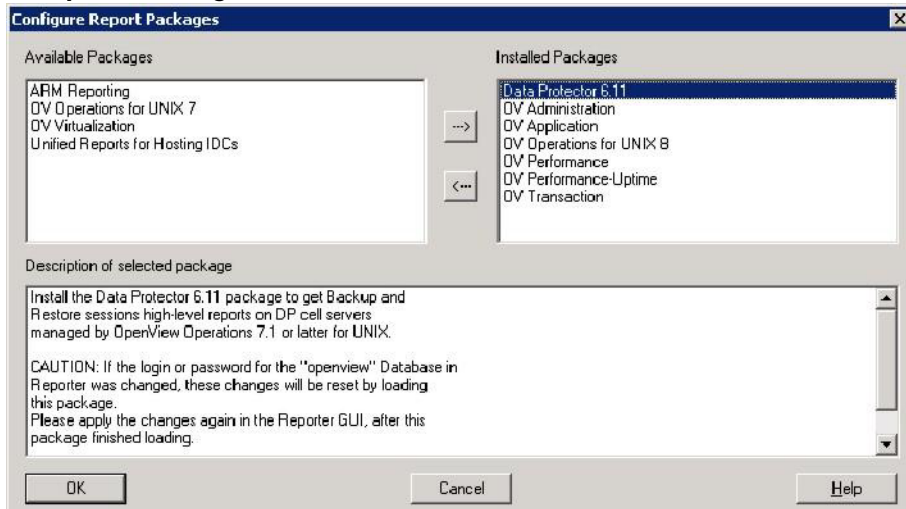 Configure Report Packages
Available Packages
ARM Reporting
OV Operations for UNIX 7
OV Virtualization
Unified Reports for Hosting IDCs
--->
<---
Installed Packages
Data Protector 6.11
OV Administration
OV Application
OV Operations for UNIX 8
OV Performance
OV Performance-Uptime
OV Transaction
Description of selected package
Install the Data Protector 6.11 package to get Backup and
Restore sessions high-level reports on DP cell servers
managed by OpenView Operations 7.1 or latter for UNIX.
CAUTION: If the login or password for the "openview" Database in
Reporter was changed, these changes will be reset by loading
this package.
Please apply the changes again in the Reporter GUI, after this
package finished loading.
OK
Cancel
Help